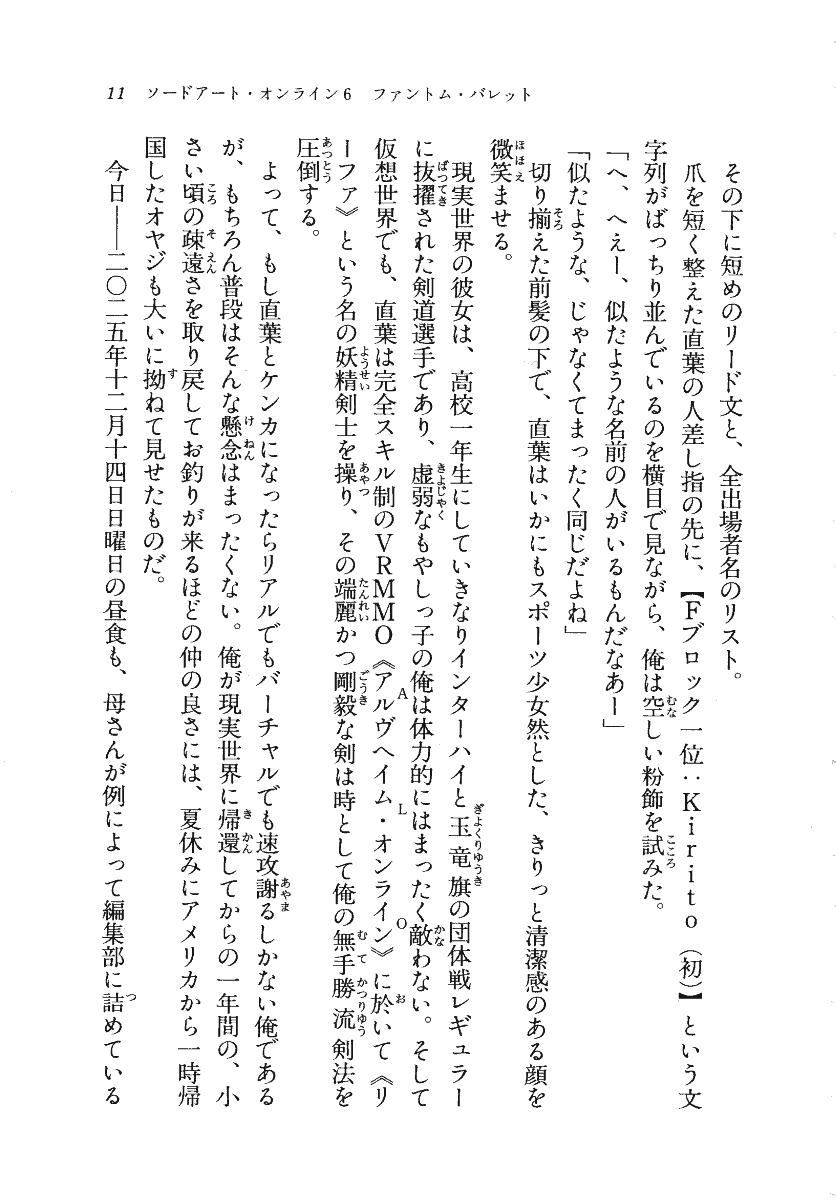 11　ソードアート・オンライン6　ファントム・バレット
その下に短めのリード文と、全出場者名のリスト。
爪を短く整えた直葉の人差し指の先に、【Fブロック一位：Kirito（初）】という文
字列がばっちり並んでいるのを横目で見ながら、俺は空しい粉飾を試みた。
「へ、へえー、似たような名前の人がいるもんだなあー」
「似たような、じゃなくてまったく同じだよね」
切り揃えた前髪の下で、直葉はいかにもスポーツ少女然とした、きりっと清潔感のある顔を
微笑ませる。
現実世界の彼女は、高校一年生にしていきなりインターハイと玉竜旗の団体戦レギュラー
に抜擢された剣道選手であり、虚弱なもやしっ子の俺は体力的にはまったく敵わない。そして
仮想世界でも、直葉は完全スキル制のVRMMO《アルヴヘイム・オンライン》に於いて《リ
ーファ》という名の妖精剣士を操り、その端麗かつ剛毅な剣は時として俺の無手勝流剣法を
圧倒する。
よって、もし直葉とケンカになったらリアルでもバーチャルでも速攻謝るしかない俺である
が、もちろん普段はそんな懸念はまったくない。俺が現実世界に帰還してからの一年間の、小
さい頃の疎遠さを取り戻してお釣りが来るほどの仲の良さには、夏休みにアメリカから一時帰
国したオヤジも大いに拗ねて見せたものだ。
今日――二〇二五年十二月十四日日曜日の昼食も、母さんが例によって編集部に詰めている